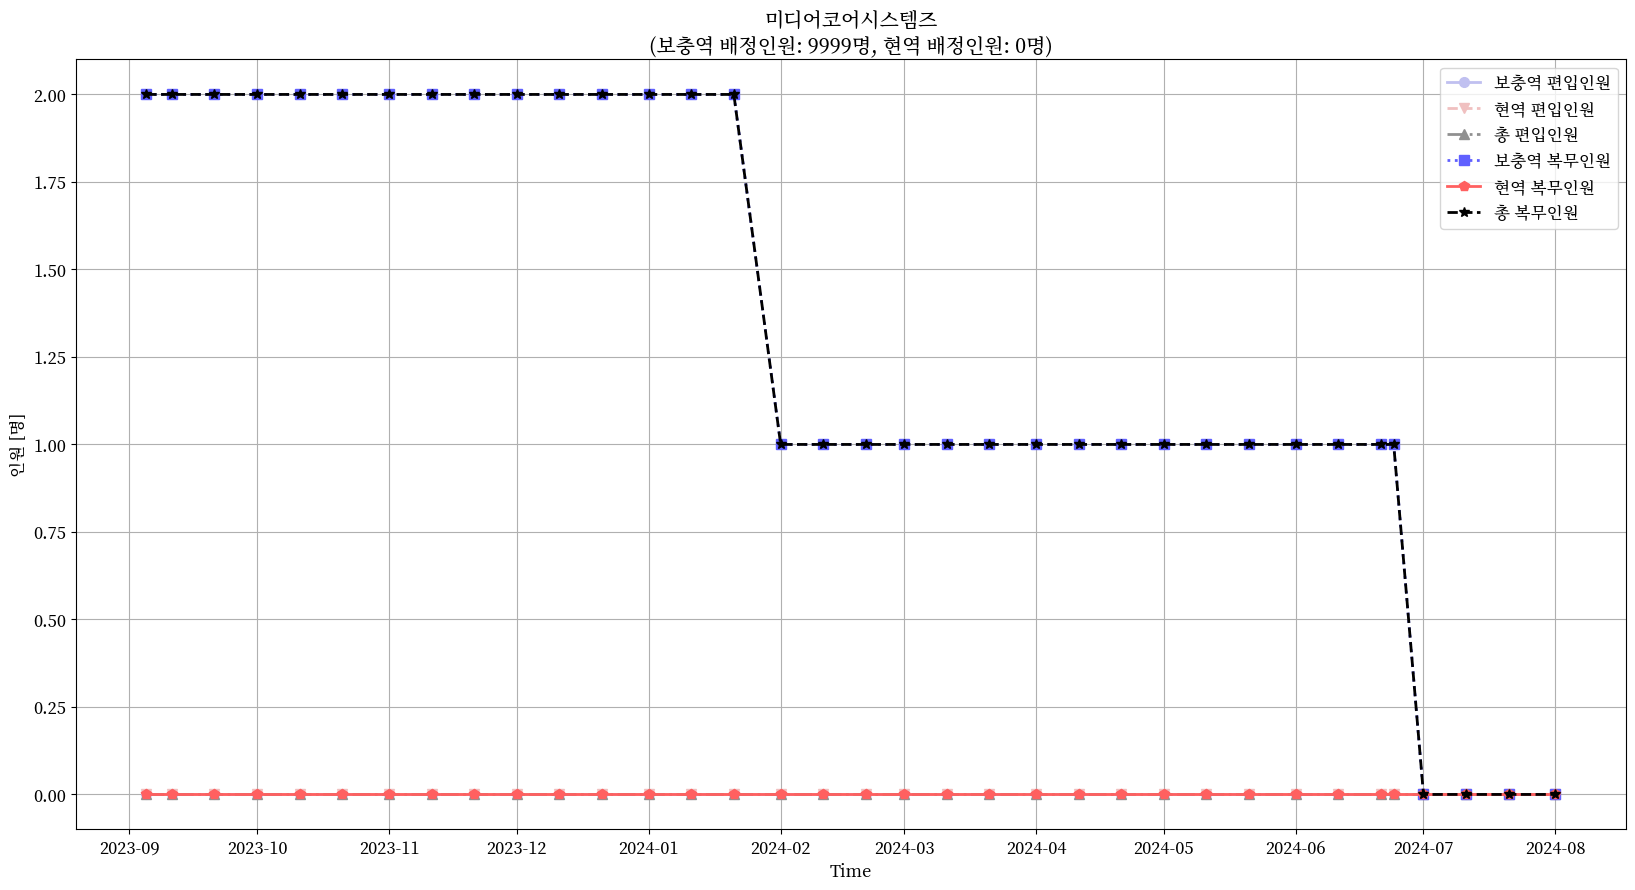 미디어코어시스템즈
(보충역 배정인원: 9999명, 현역 배정인원: 0명)
보충역 편입인원
현역 편입인원
총 편입인원
보충역 복무인원
현역 복무인원
총 복무인원
인원 [명]
2.00
1.75
1.50
1.25
1.00
0.75
0.50
0.25
0.00
2023-09
2023-10
2023-11
2023-12
2024-01
2024-02
2024-03
2024-04
2024-05
2024-06
2024-07
2024-08
Time